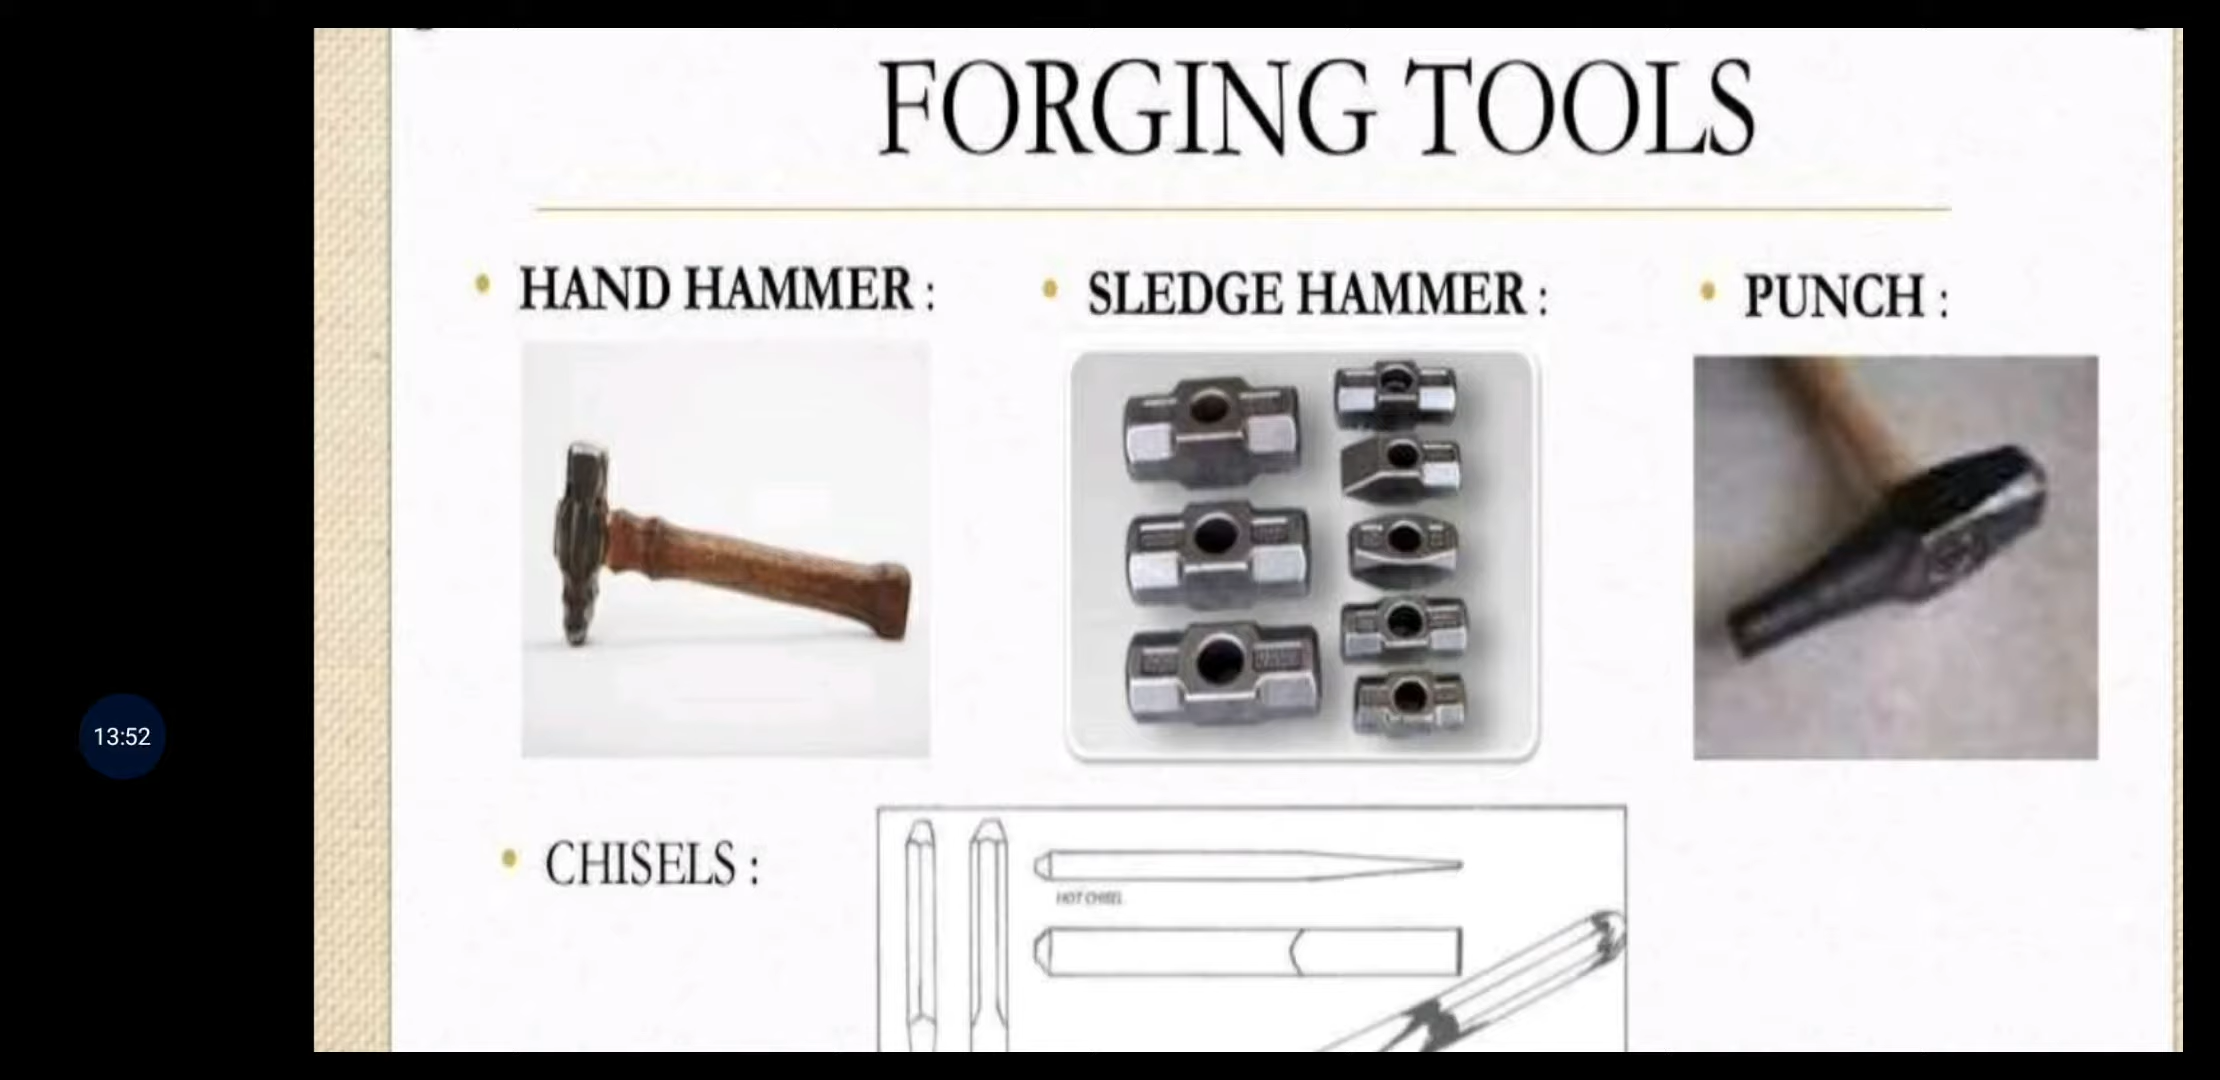 FORGING TOOLS
• HAND HAMMER :
• SLEDGE HAMMER :
• PUNCH :
13:52
• CHISELS :
HOT CHISEL